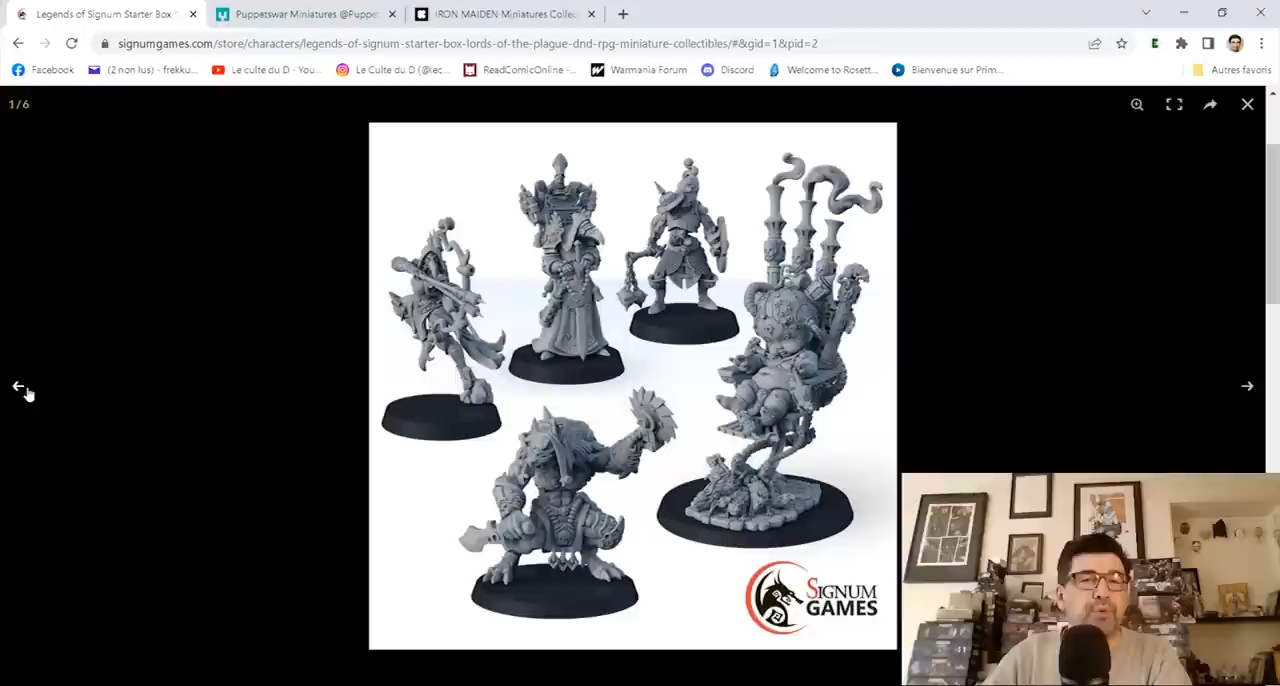 Legends of Signum Starter Box
Puppetswar Miniatures @Puppet
IRON MAIDEN Miniatures Collec
signumgames.com/store/characters/legends-of-signum-starter-box-lords-of-the-plague-dnd-rpg-miniature-collectibles/#&gid=1&pid=2
Facebook
(2 non lus) - frekku...
Le culte du D - You...
Le Culte du D (@lec...
ReadComicOnline -...
Warmania Forum
Discord
Welcome to Rosett...
Bienvenue sur Prim...
Autres favoris
1/6
SIGNUM
GAMES